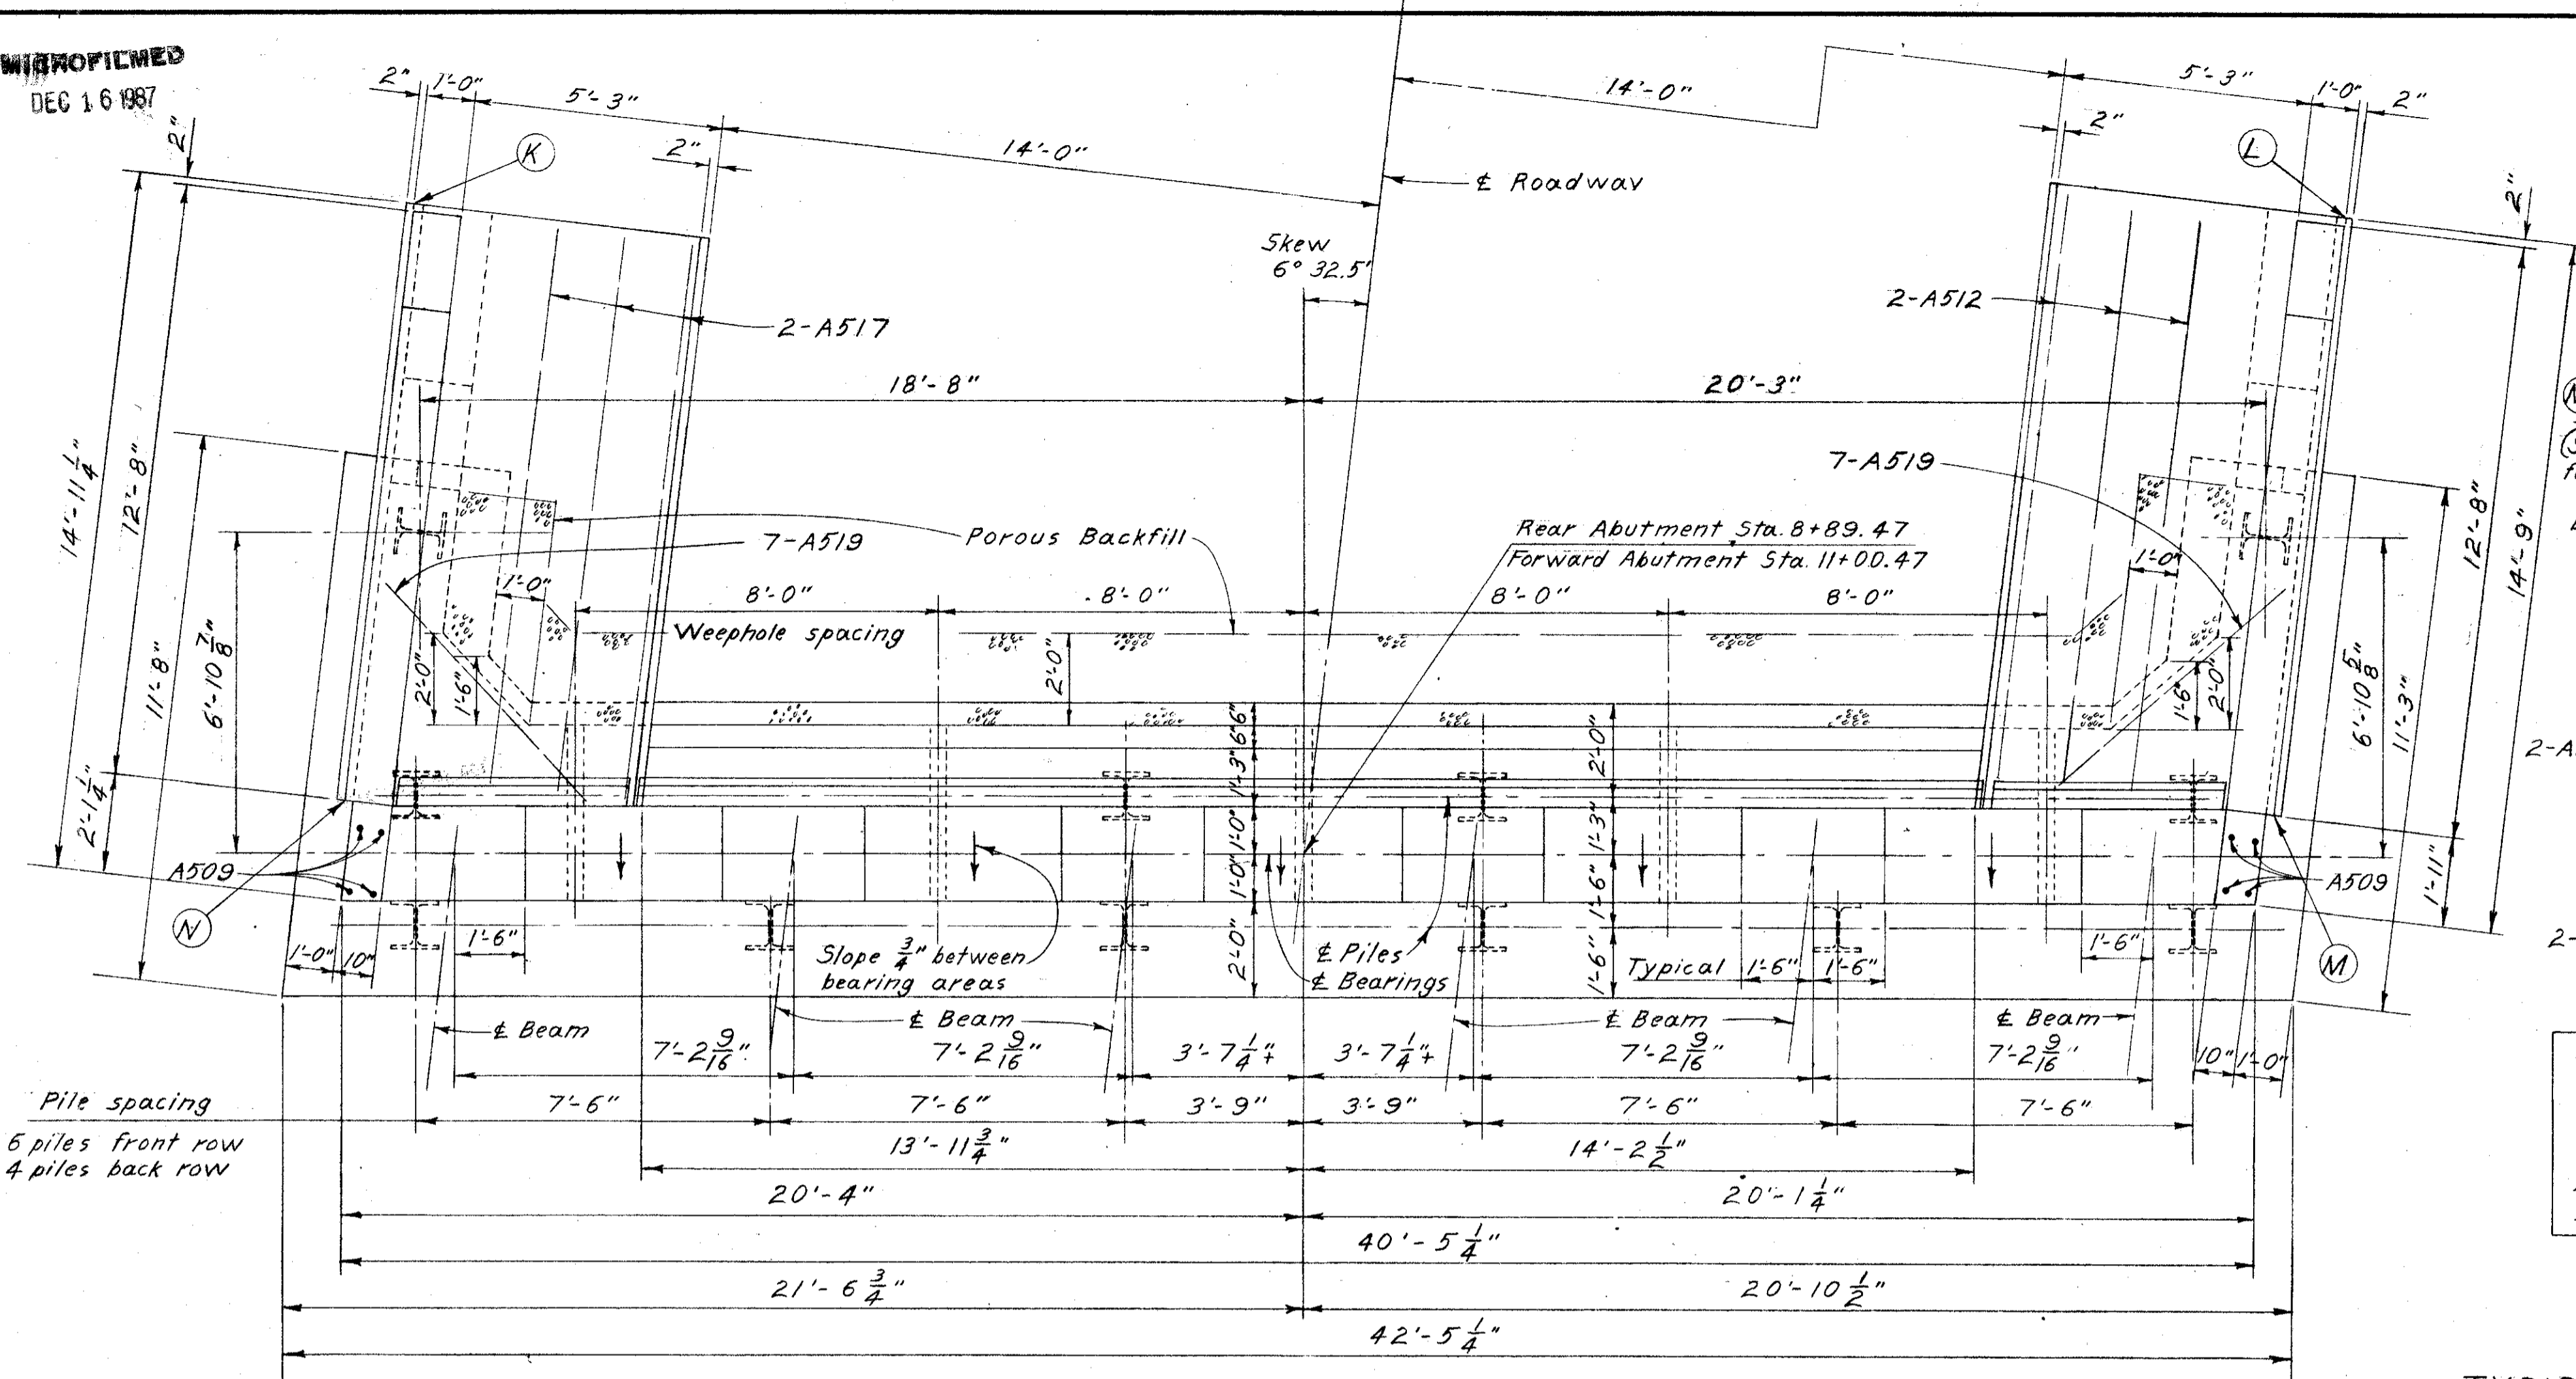 MICROFILMED
DEC 16 1987
2" 1'-0" 5'-3" 2" 14'-0"
14'-0" 5'-3" 1'-0" 2" 2"
2"
K
L
2"
₵ Roadway
Skew
6° 32.5'
2-A517
2-A512
18'-8"
20'-3"
14'-11 1/4"
12'-8"
11'-8"
6'-10 7/8"
2'-1 1/4"
7-A519
Porous Backfill
7-A519
Rear Abutment Sta. 8+89.47
Forward Abutment Sta. 11+00.47
1'-0"
8'-0"
8'-0"
8'-0"
8'-0"
1'-0"
Weephole spacing
2'-0"
1'-6"
2'-0"
6"
6"
1'-3"
1'-0"
1'-0"
2'-0"
2'-0"
1'-3"
1'-6"
1'-6"
1'-6"
2'-0"
6'-10 5/8"
11'-3"
12'-8"
14'-9"
1'-11"
2-A
2-
A509
A509
N
M
1'-0" 10"
1'-6"
Slope 3/4" between
bearing areas
₵ Piles
₵ Bearings
Typical 1'-6" 1'-6"
1'-6"
₵ Beam
₵ Beam
₵ Beam
₵ Beam
7'-2 9/16"
7'-2 9/16"
3'-7 1/4"+
3'-7 1/4"+
7'-2 9/16"
7'-2 9/16"
10" 1'-0"
Pile spacing
6 piles front row
4 piles back row
7'-6"
7'-6"
3'-9"
3'-9"
7'-6"
7'-6"
13'-11 3/4"
14'-2 1/2"
20'-4"
20'-1 1/4"
40'-5 1/4"
21'-6 3/4"
20'-10 1/2"
42'-5 1/4"